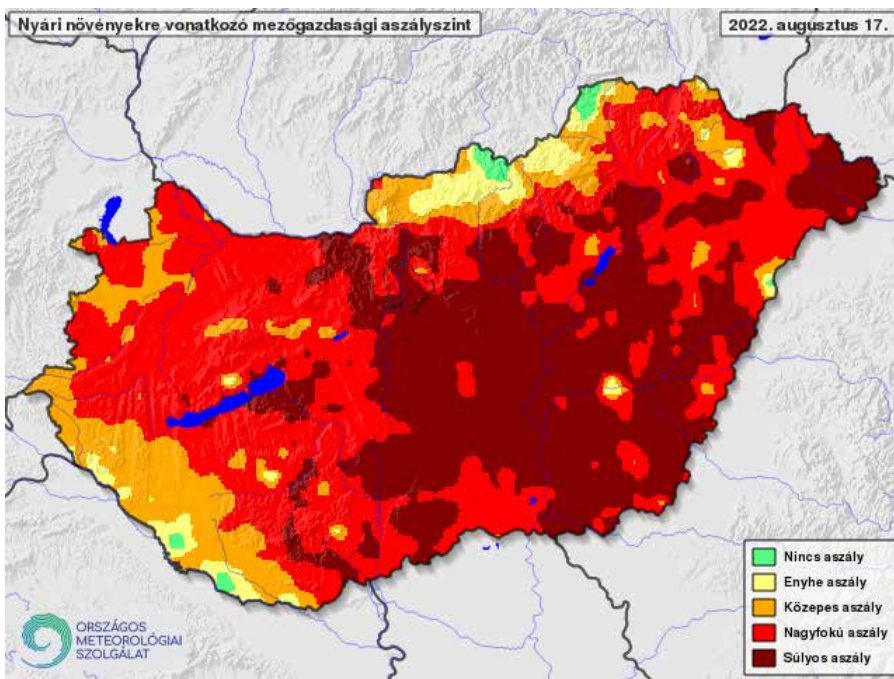 Nyári növényekre vonatkozó mezőgazdasági aszályszint
2022. augusztus 17.
Nincs aszály
Enyhe aszály
Közepes aszály
Nagyfokú aszály
Súlyos aszály
ORSZÁGOS
METEOROLÓGIAI
SZOLGÁLAT